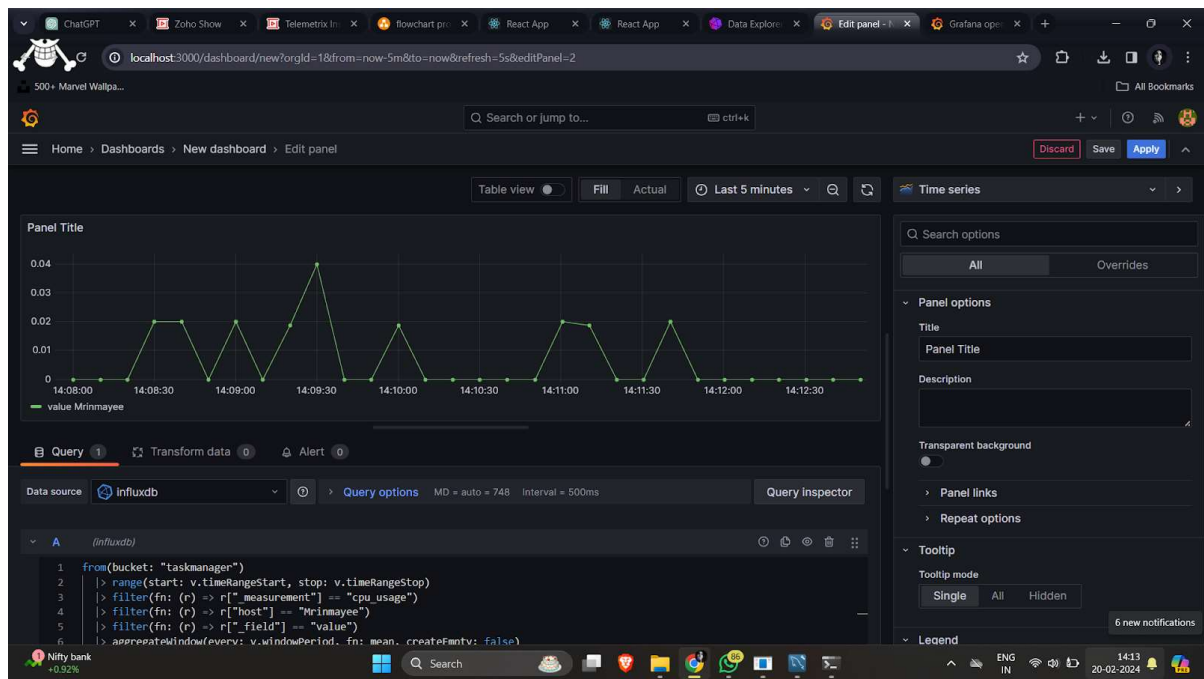 ChatGPT
Zoho Show
Telemetrix In
flowchart pro
React App
React App
Data Explorer
Edit panel - N
Grafana oper
localhost:3000/dashboard/new?orgId=1&from=now-5m&to=now&refresh=5s&editPanel=2
500+ Marvel Wallpa...
All Bookmarks
Search or jump to...
ctrl+k
Home › Dashboards › New dashboard › Edit panel
Discard
Save
Apply
Table view
Fill
Actual
Last 5 minutes
Time series
Panel Title
0.04
0.03
0.02
0.01
0
14:08:00
14:08:30
14:09:00
14:09:30
14:10:00
14:10:30
14:11:00
14:11:30
14:12:00
14:12:30
value Mrinmayee
Query 1
Transform data 0
Alert 0
Data source
influxdb
Query options
MD = auto = 748
Interval = 500ms
Query inspector
A
(influxdb)
1 from(bucket: "taskmanager")
2 |> range(start: v.timeRangeStart, stop: v.timeRangeStop)
3 |> filter(fn: (r) => r["_measurement"] == "cpu_usage")
4 |> filter(fn: (r) => r["host"] == "Mrinmayee")
5 |> filter(fn: (r) => r["_field"] == "value")
6 |> aggregateWindow(every: v.windowPeriod, fn: mean, createEmpty: false)
Search options
All
Overrides
Panel options
Title
Panel Title
Description
Transparent background
Panel links
Repeat options
Tooltip
Tooltip mode
Single
All
Hidden
6 new notifications
Legend
1
Nifty bank
+0.92%
Search
86
ENG
IN
14:13
20-02-2024